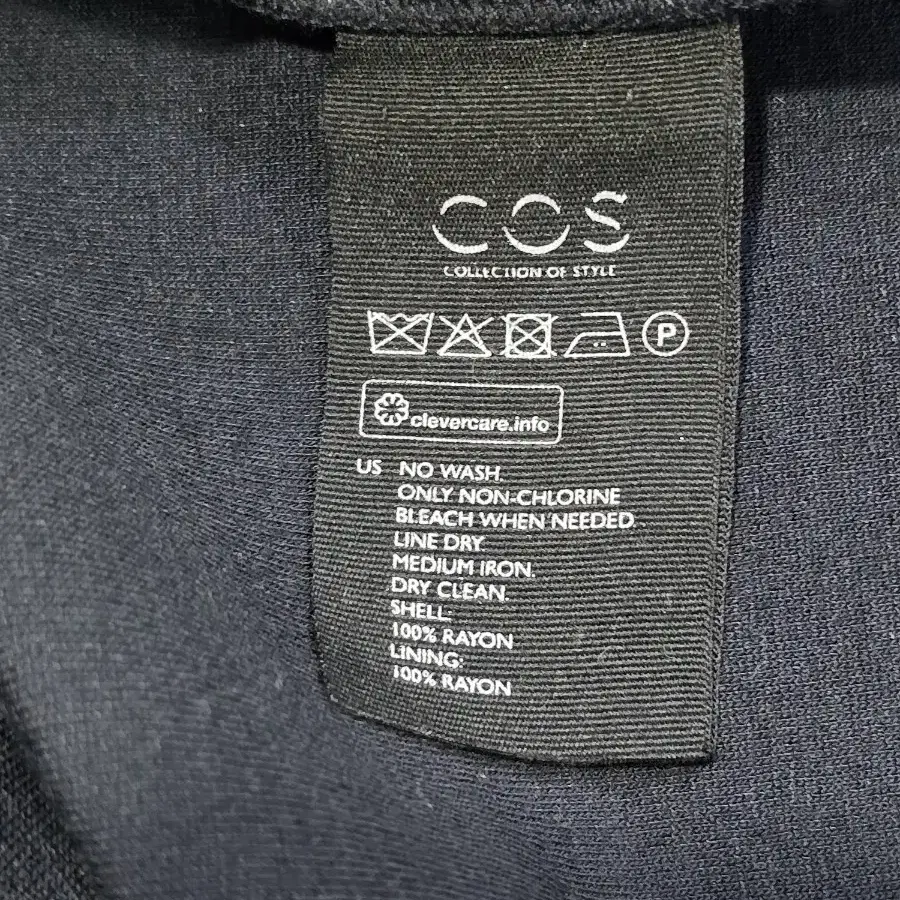 COS
COLLECTION OF STYLE
P
clevercare.info
US NO WASH.
ONLY NON-CHLORINE
BLEACH WHEN NEEDED.
LINE DRY.
MEDIUM IRON.
DRY CLEAN.
SHELL:
100% RAYON
LINING:
100% RAYON